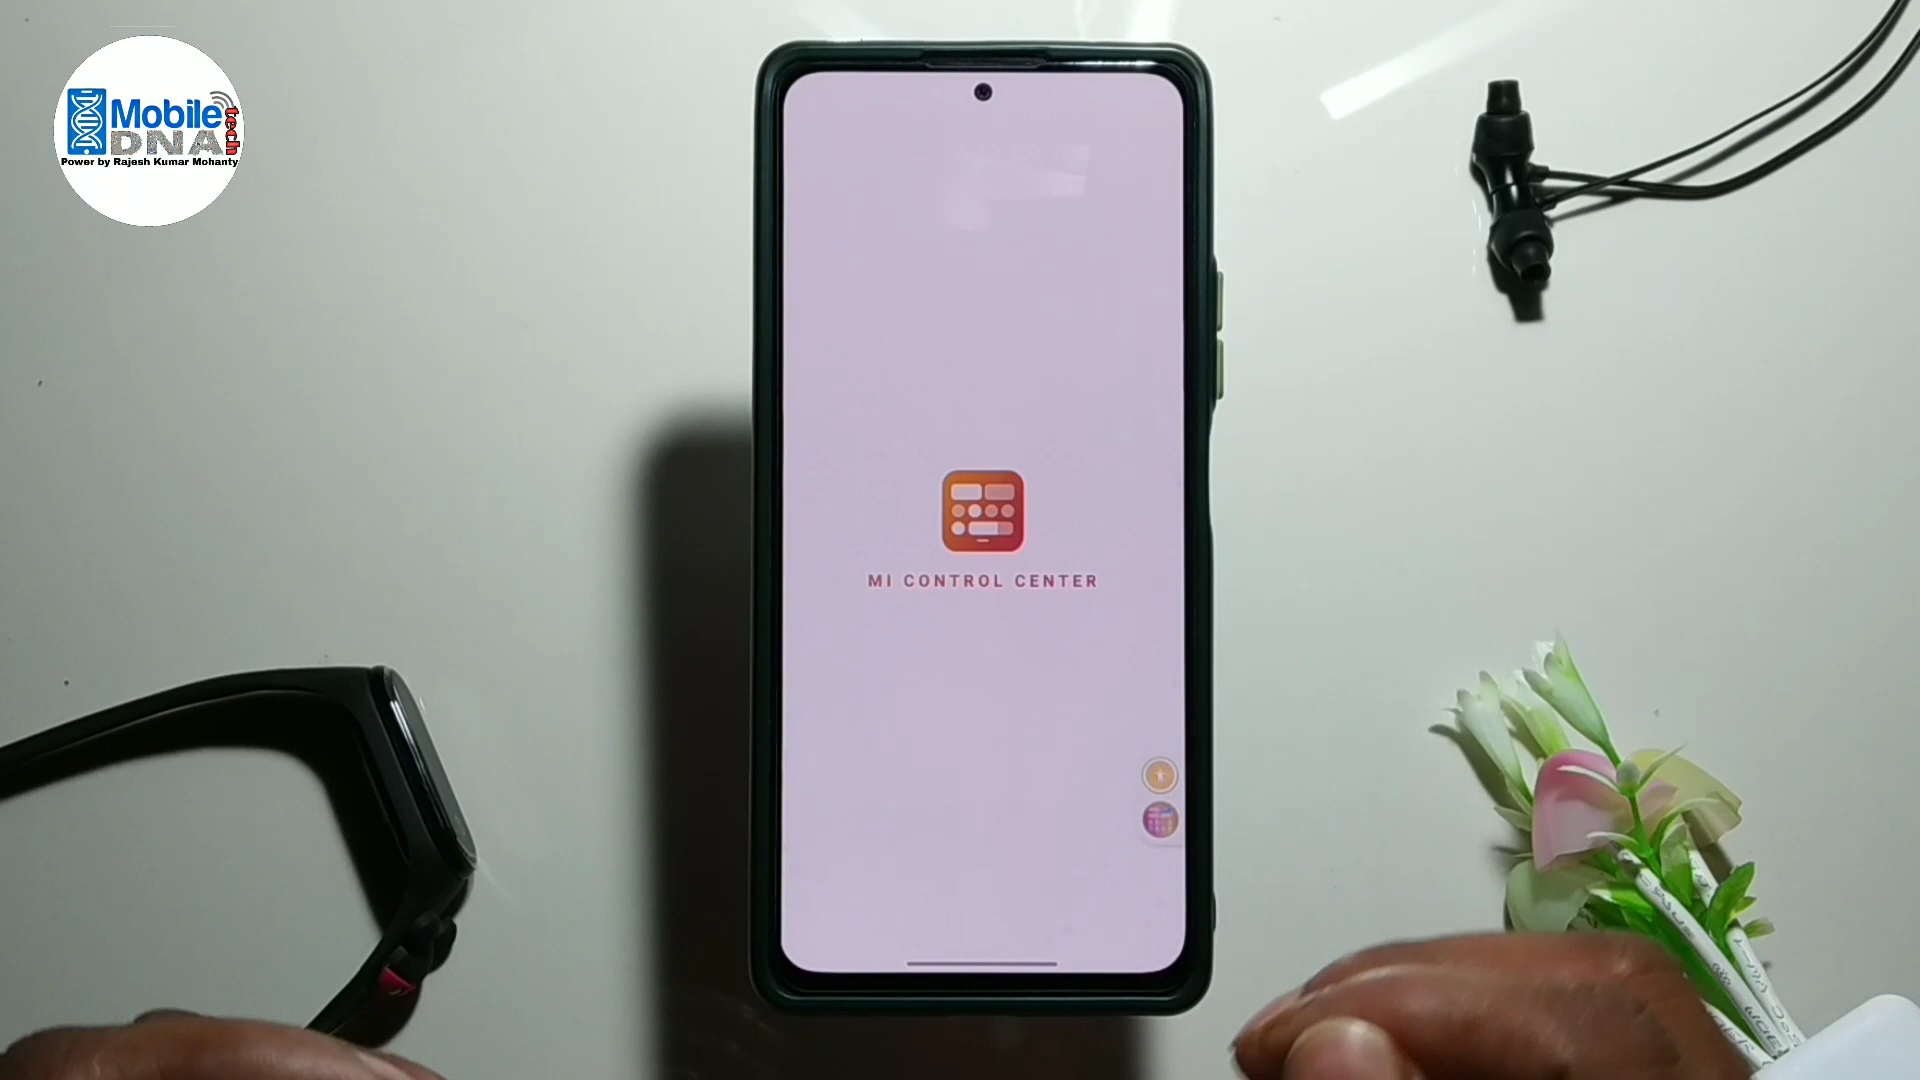 Mobile
DNA
tech
Power by Rajesh Kumar Mohanty
MI CONTROL CENTER